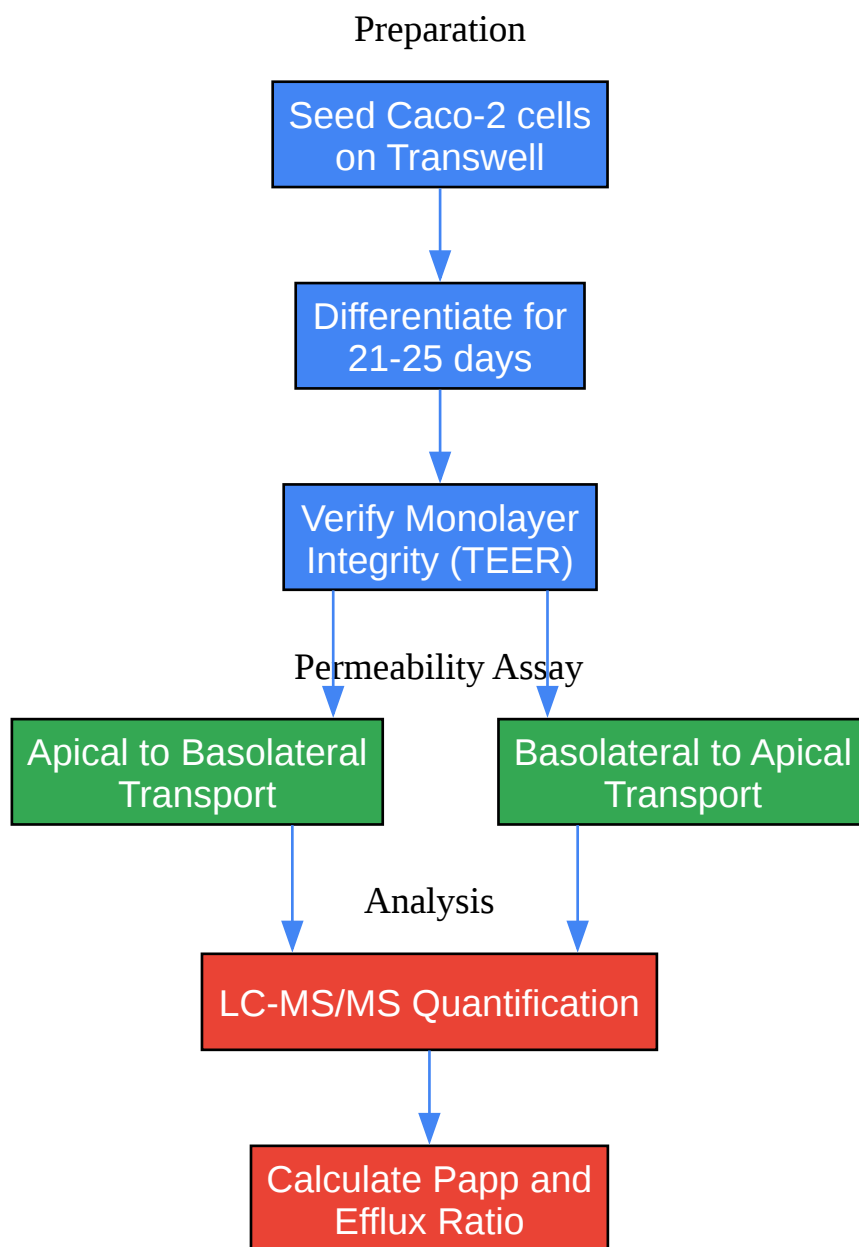 Preparation
Seed Caco-2 cells
on Transwell
Differentiate for
21-25 days
Verify Monolayer
Integrity (TEER)
Permeability Assay
Apical to Basolateral
Transport
Basolateral to Apical
Transport
Analysis
LC-MS/MS Quantification
Calculate Papp and
Efflux Ratio